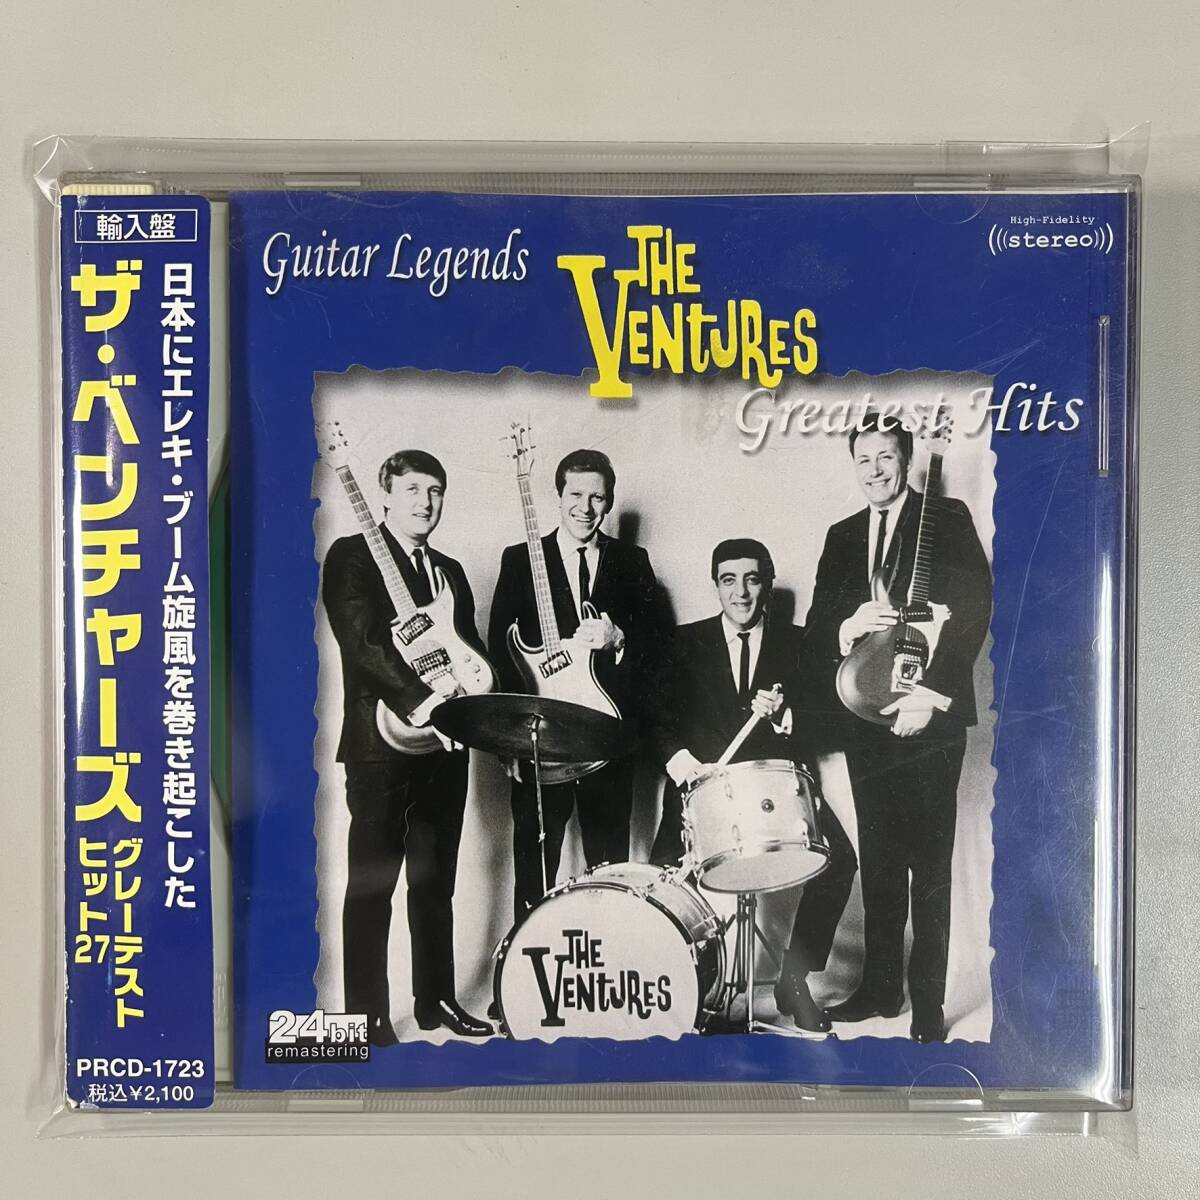 輸入盤
日本にエレキ・ブーム旋風を巻き起こした
ザ・ベンチャーズ
グレーテスト
ヒット27
PRCD-1723
税込¥2,100
Guitar Legends
THE
VENTURES
Greatest Hits
High-Fidelity
(((stereo)))
THE
VENTURES
24bit
remastering